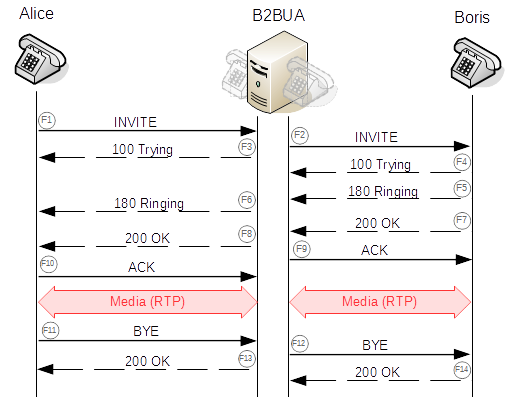 Alice
B2BUA
Boris
F1
INVITE
F2
INVITE
100 Trying
F3
100 Trying
F4
180 Ringing
F5
180 Ringing
F6
200 OK
F7
200 OK
F8
F9
ACK
F10
ACK
Media (RTP)
Media (RTP)
F11
BYE
F12
BYE
200 OK
F13
200 OK
F14